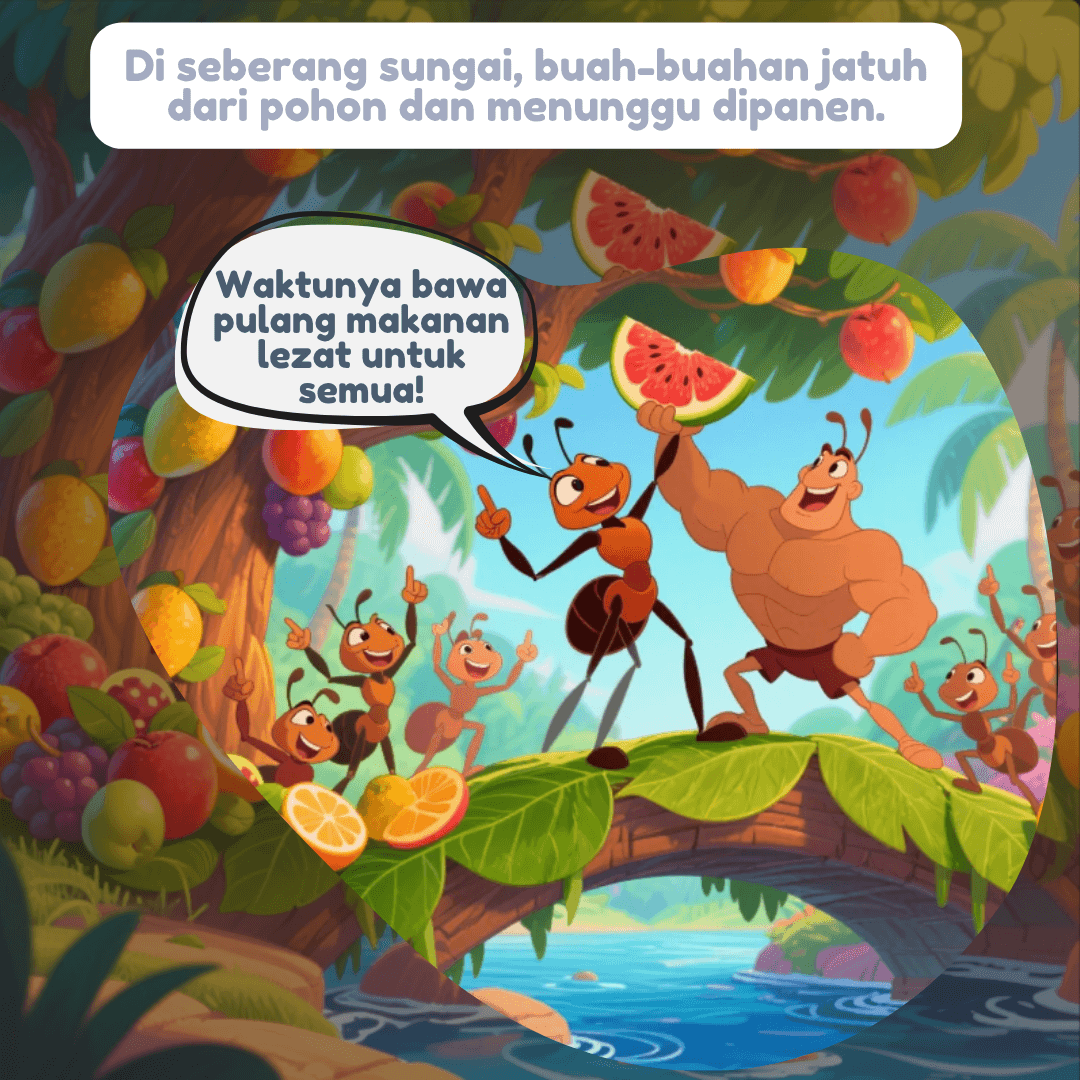 Di seberang sungai, buah-buahan jatuh
dari pohon dan menunggu dipanen.
Waktunya bawa
pulang makanan
lezat untuk
semua!